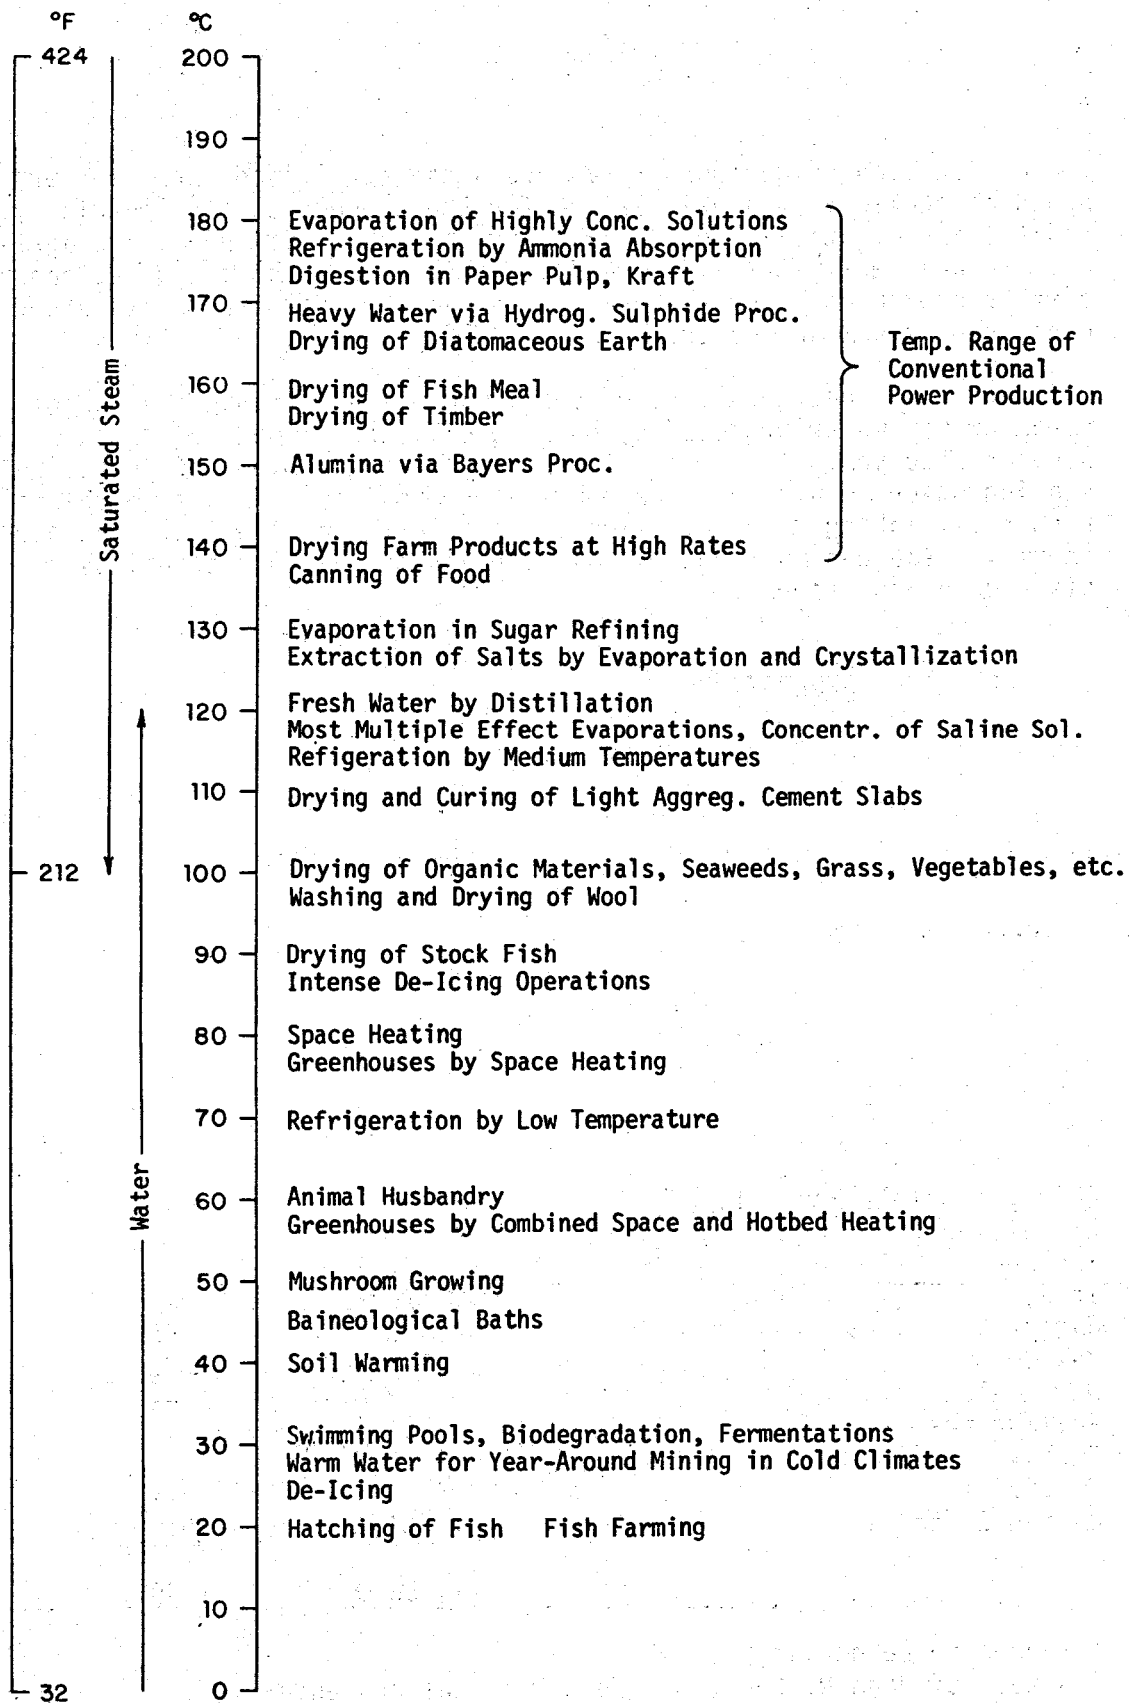 °F °C
424 200
190
180 Evaporation of Highly Conc. Solutions
Refrigeration by Ammonia Absorption
Digestion in Paper Pulp, Kraft
170
Heavy Water via Hydrog. Sulphide Proc.
Drying of Diatomaceous Earth
Temp. Range of
Conventional
Power Production
160 Drying of Fish Meal
Drying of Timber
Saturated Steam
150 Alumina via Bayers Proc.
140 Drying Farm Products at High Rates
Canning of Food
130 Evaporation in Sugar Refining
Extraction of Salts by Evaporation and Crystallization
120 Fresh Water by Distillation
Most Multiple Effect Evaporations, Concentr. of Saline Sol.
Refigeration by Medium Temperatures
110 Drying and Curing of Light Aggreg. Cement Slabs
212 100 Drying of Organic Materials, Seaweeds, Grass, Vegetables, etc.
Washing and Drying of Wool
90 Drying of Stock Fish
Intense De-Icing Operations
80 Space Heating
Greenhouses by Space Heating
70 Refrigeration by Low Temperature
Water
60 Animal Husbandry
Greenhouses by Combined Space and Hotbed Heating
50 Mushroom Growing
Baineological Baths
40 Soil Warming
30 Swimming Pools, Biodegradation, Fermentations
Warm Water for Year-Around Mining in Cold Climates
De-Icing
20 Hatching of Fish Fish Farming
10
32 0